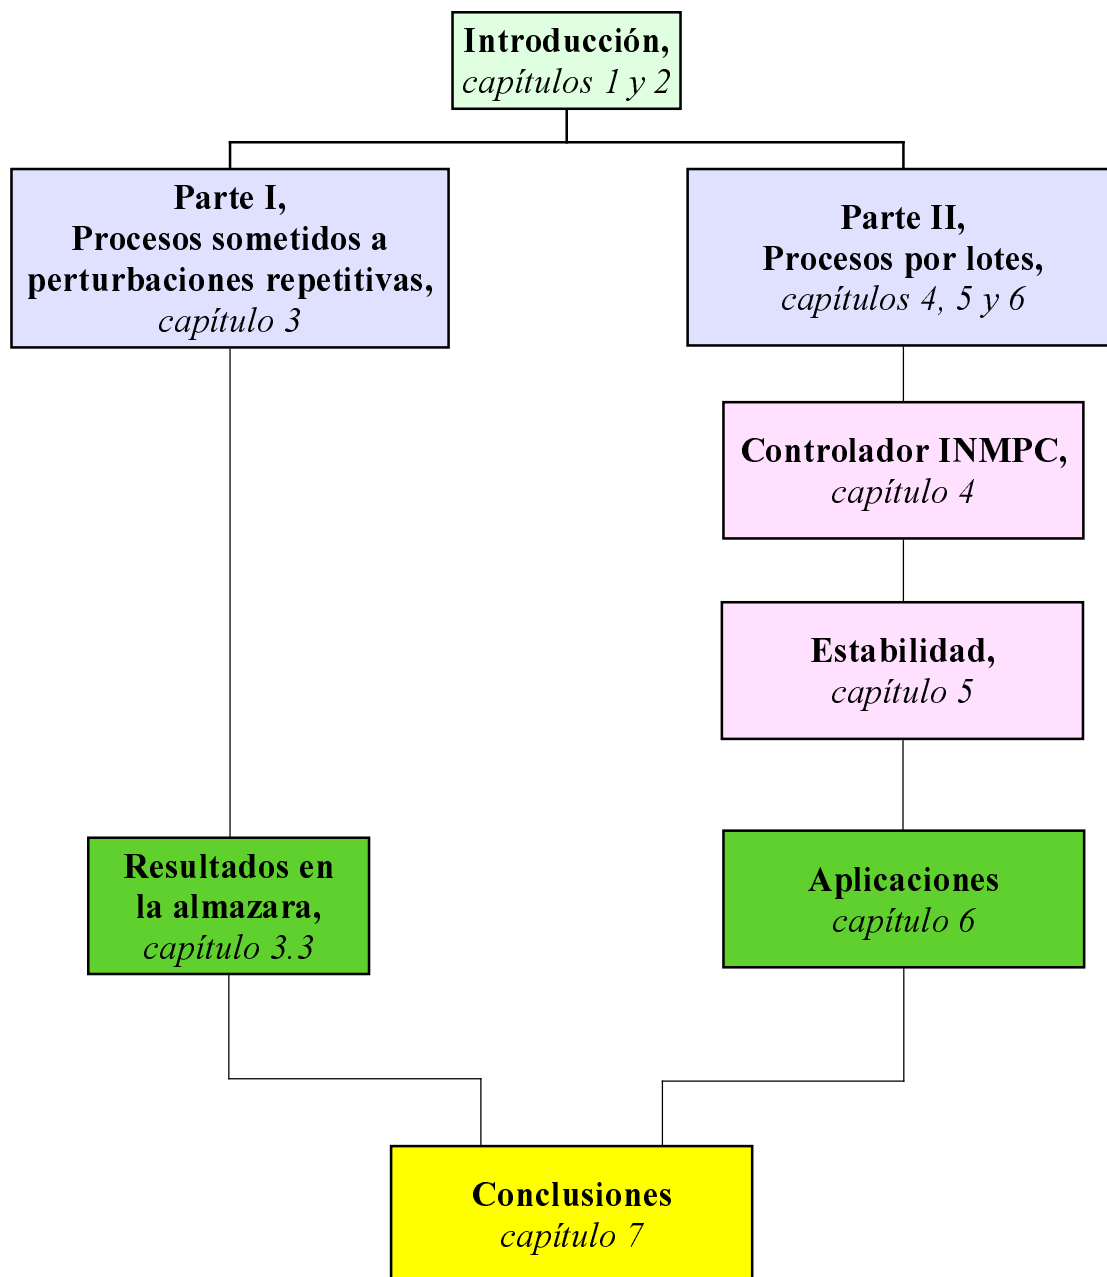 Introducción,
capítulos 1 y 2
Parte I,
Procesos sometidos a
perturbaciones repetitivas,
capítulo 3
Parte II,
Procesos por lotes,
capítulos 4, 5 y 6
Controlador INMPC,
capítulo 4
Estabilidad,
capítulo 5
Resultados en
la almazara,
capítulo 3.3
Aplicaciones
capítulo 6
Conclusiones
capítulo 7